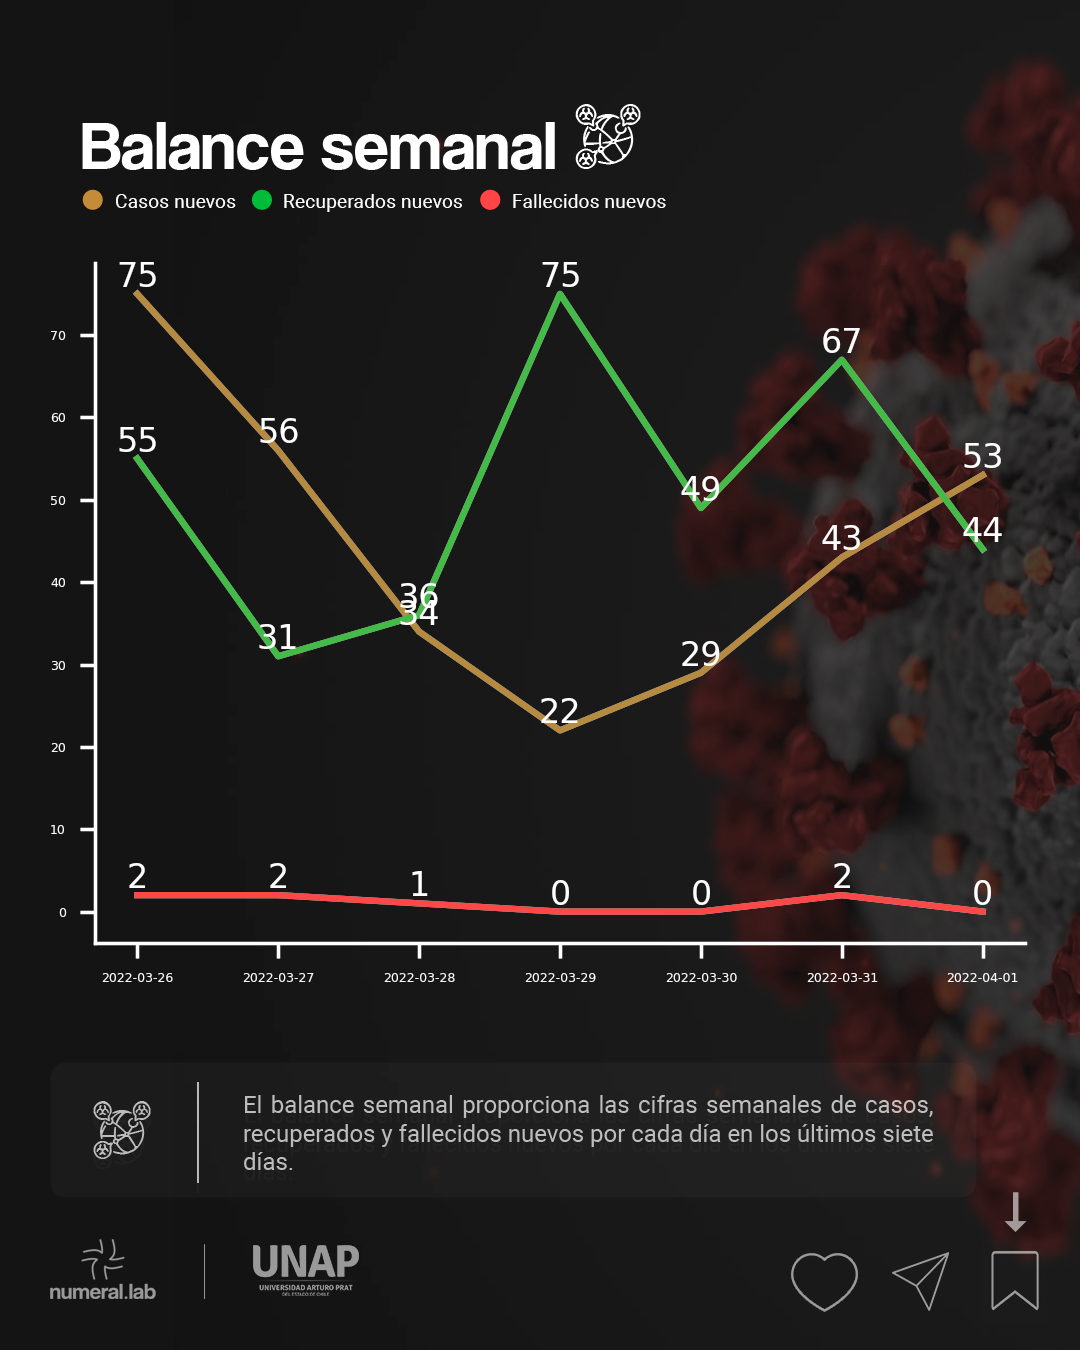 Balance semanal
Casos nuevos Recuperados nuevos Fallecidos nuevos
75 75
70
67
60
56
55
53
50
49
44
43
40
36
34
31
30
29
22
20
10
2 2 1 0 0 2 0
0
2022-03-26 2022-03-27 2022-03-28 2022-03-29 2022-03-30 2022-03-31 2022-04-01
El balance semanal proporciona las cifras semanales de casos,
recuperados y fallecidos nuevos por cada día en los últimos siete
días.
numeral.lab
UNAP
UNIVERSIDAD ARTURO PRAT
DEL ESTADO DE CHILE